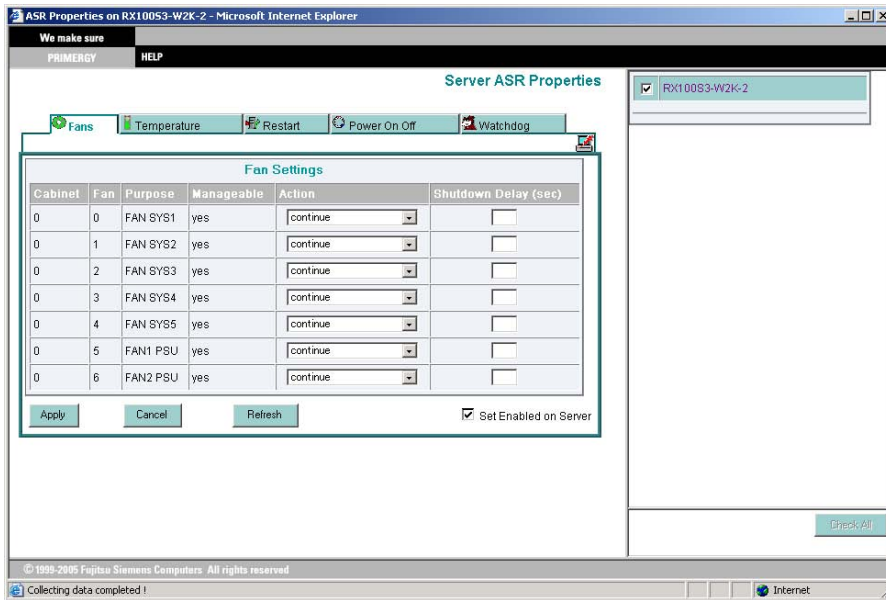 ASR Properties on RX100S3-W2K-2 - Microsoft Internet Explorer
We make sure
PRIMERGY HELP
Server ASR Properties
RX100S3-W2K-2
Fans Temperature Restart Power On Off Watchdog
Fan Settings
Cabinet Fan Purpose Manageable Action Shutdown Delay (sec)
0 0 FAN SYS1 yes continue
0 1 FAN SYS2 yes continue
0 2 FAN SYS3 yes continue
0 3 FAN SYS4 yes continue
0 4 FAN SYS5 yes continue
0 5 FAN1 PSU yes continue
0 6 FAN2 PSU yes continue
Apply Cancel Refresh Set Enabled on Server
Check All
© 1999-2005 Fujitsu Siemens Computers All rights reserved
Collecting data completed ! Internet